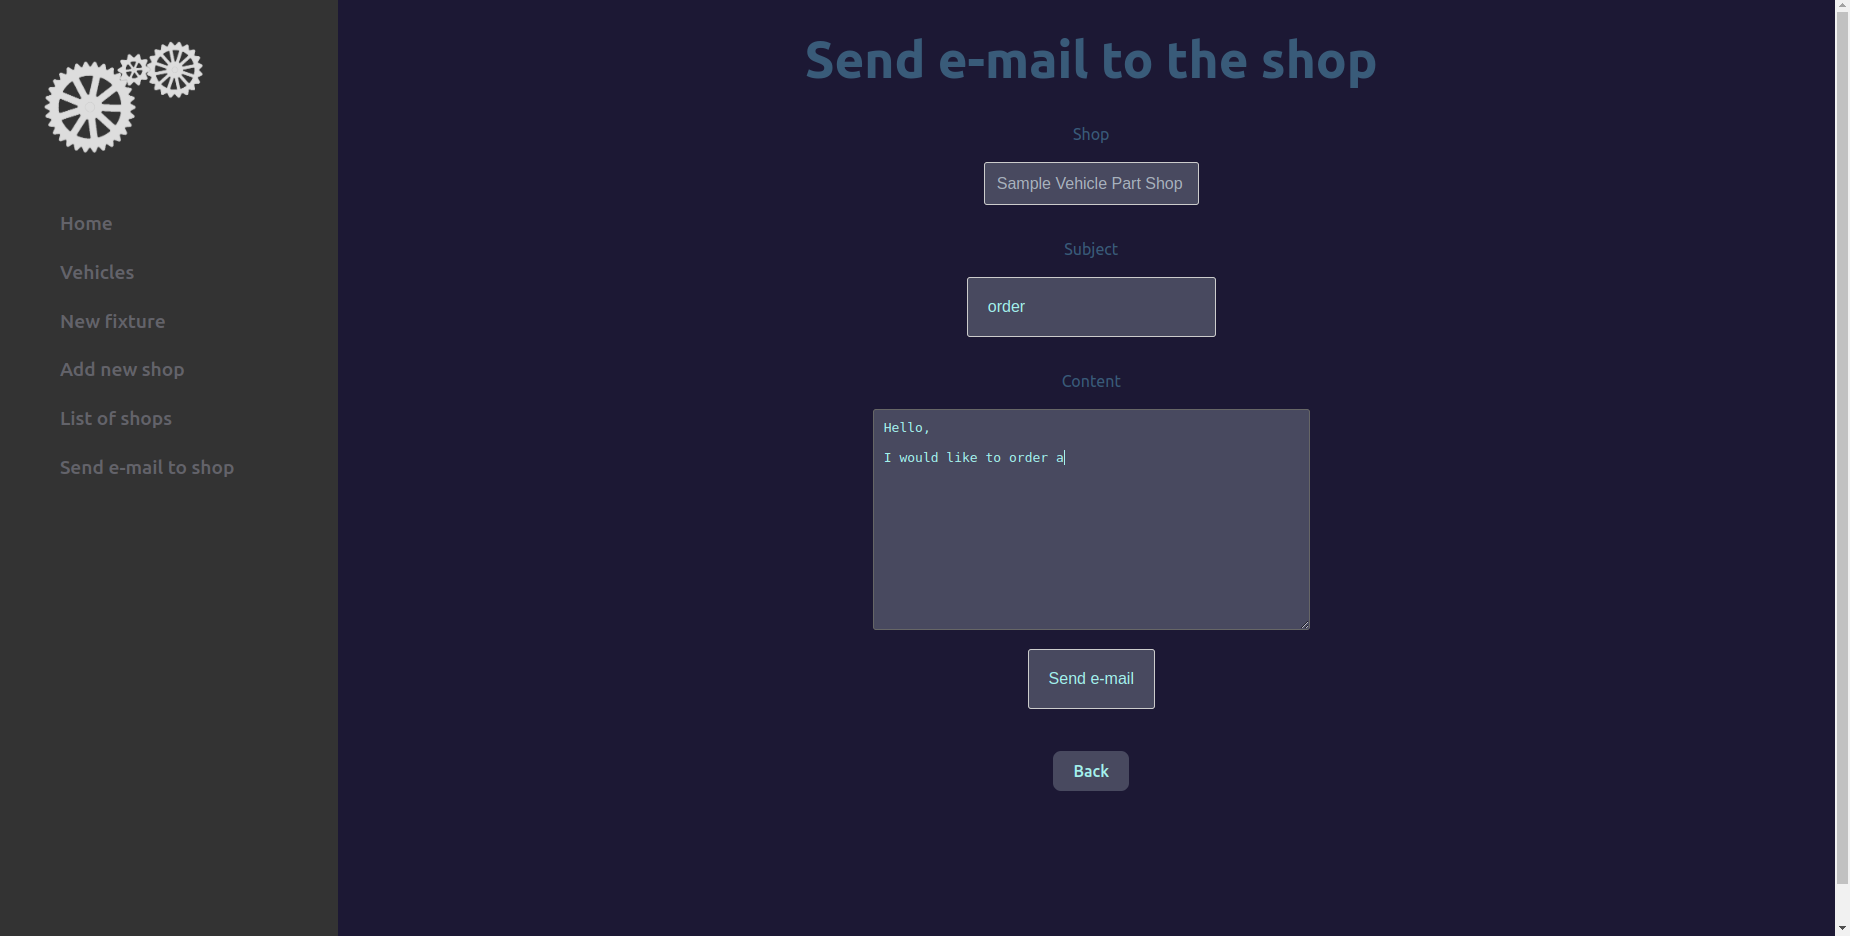 Home
Vehicles
New fixture
Add new shop
List of shops
Send e-mail to shop
Send e-mail to the shop
Shop
Sample Vehicle Part Shop
Subject
order
Content
Hello,
I would like to order a
Send e-mail
Back